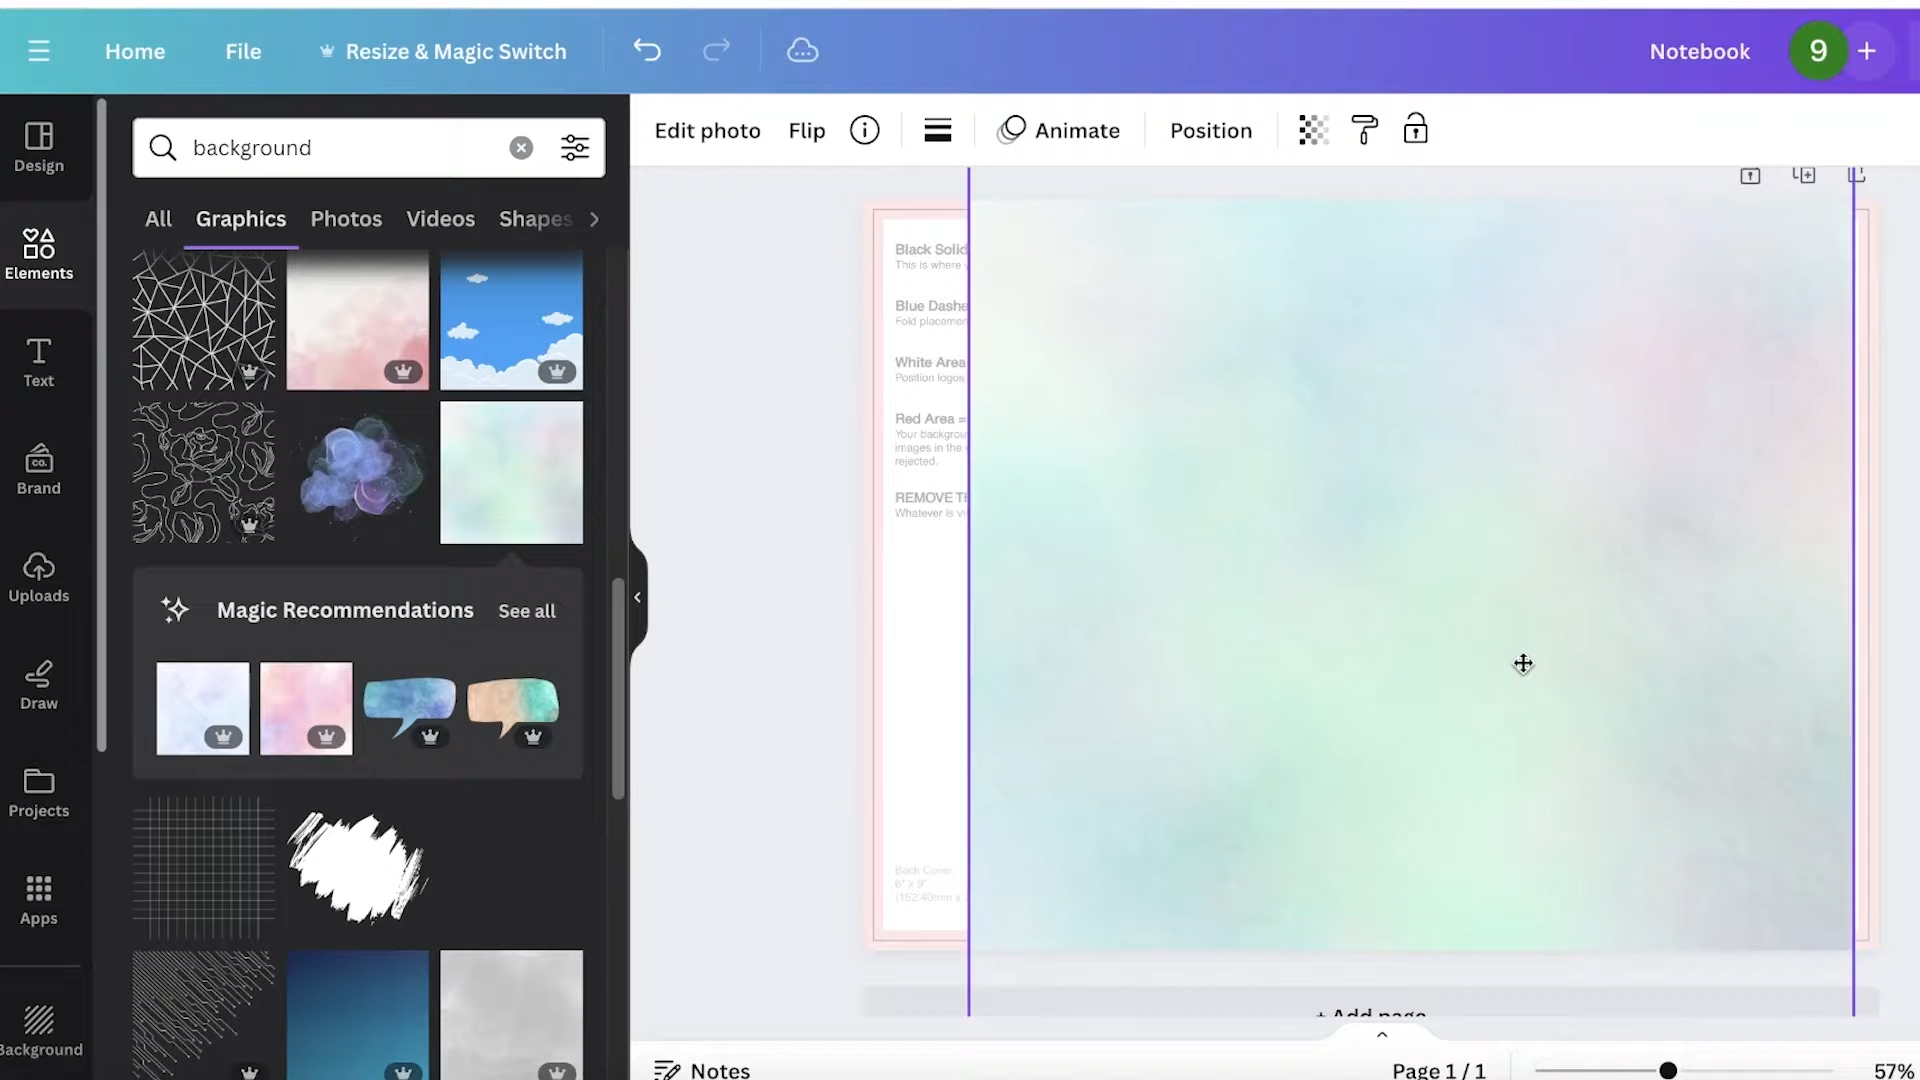 Home File Resize & Magic Switch Notebook 9
Design
Elements
Text
Brand
CO.
Uploads
Draw
Projects
Apps
Background
background
All Graphics Photos Videos Shapes
Magic Recommendations See all
Edit photo Flip Animate Position
Black Solid
This is where
Blue Dashe
Fold placemen
White Area
Position logos
Red Area =
Your backgrou
images in the
rejected.
REMOVE TH
Whatever is
Back Cover
6" x 9"
(152.40mm x
+ Add page
Notes Page 1 / 1 57%